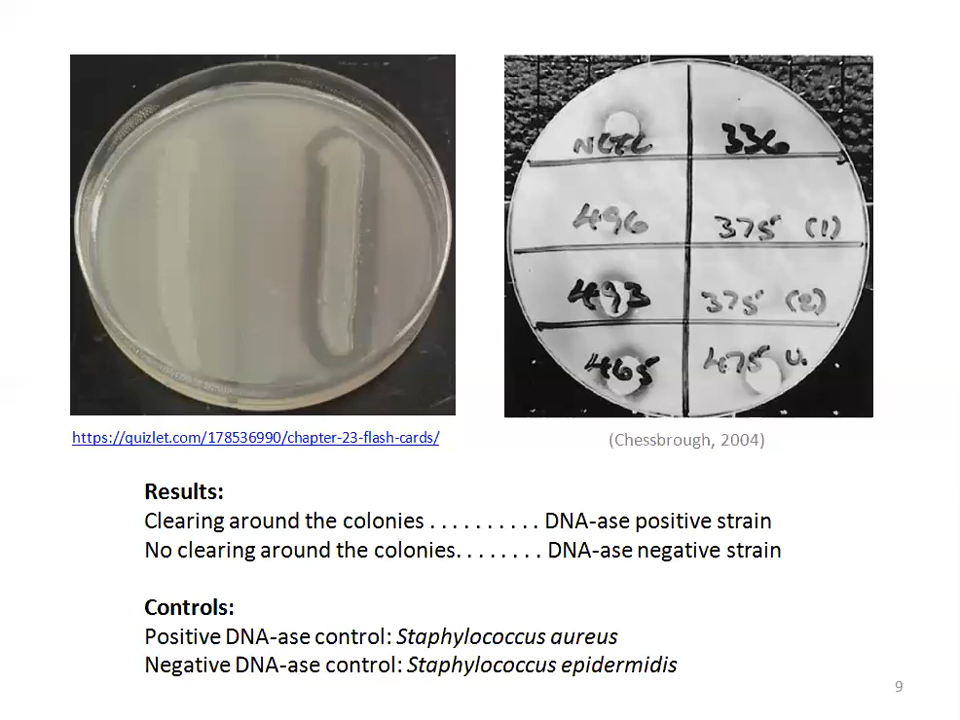 NCTC
336
496
375 (1)
493
375 (2)
465
475 U.
https://quizlet.com/178536990/chapter-23-flash-cards/
(Chessbrough, 2004)
Results:
Clearing around the colonies . . . . . . . . . . DNA-ase positive strain
No clearing around the colonies. . . . . . . . DNA-ase negative strain
Controls:
Positive DNA-ase control: Staphylococcus aureus
Negative DNA-ase control: Staphylococcus epidermidis
9